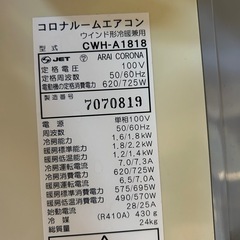 コロナルームエアコン
ウインド形冷暖兼用
型式 CWH-A1818
JET ARAI CORONA
定格電圧 100V
定格周波数 50/60Hz
電動機の定格消費電力 620/725W
製造番号
7070819
電源 単相100V
周波数 50/60Hz
冷房能力 1.6/1.8kW
暖房標準能力 1.8/2.2kW
暖房低温能力 1.2/1.4kW
冷房電流 7.0/7.3A
冷房消費電力 620/725W
暖房電流 6.5/7.0A
暖房標準消費電力 575/695W
暖房低温消費電力 490/570W
始動電流 28/25A
冷媒 (R410A) 430g
質量 24kg